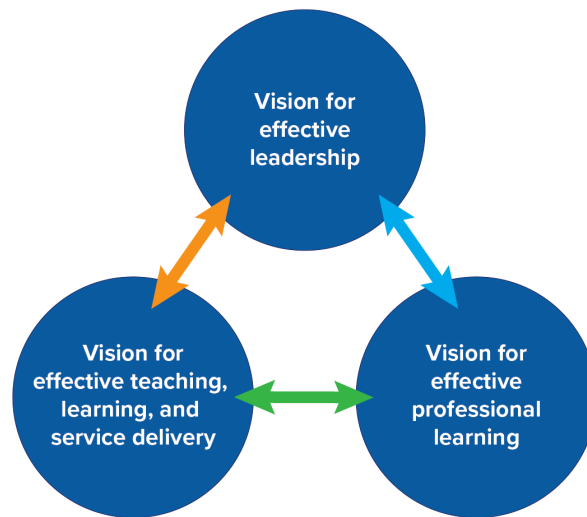 Vision for
effective
leadership
Vision for
effective teaching,
learning, and
service delivery
Vision for
effective
professional
learning